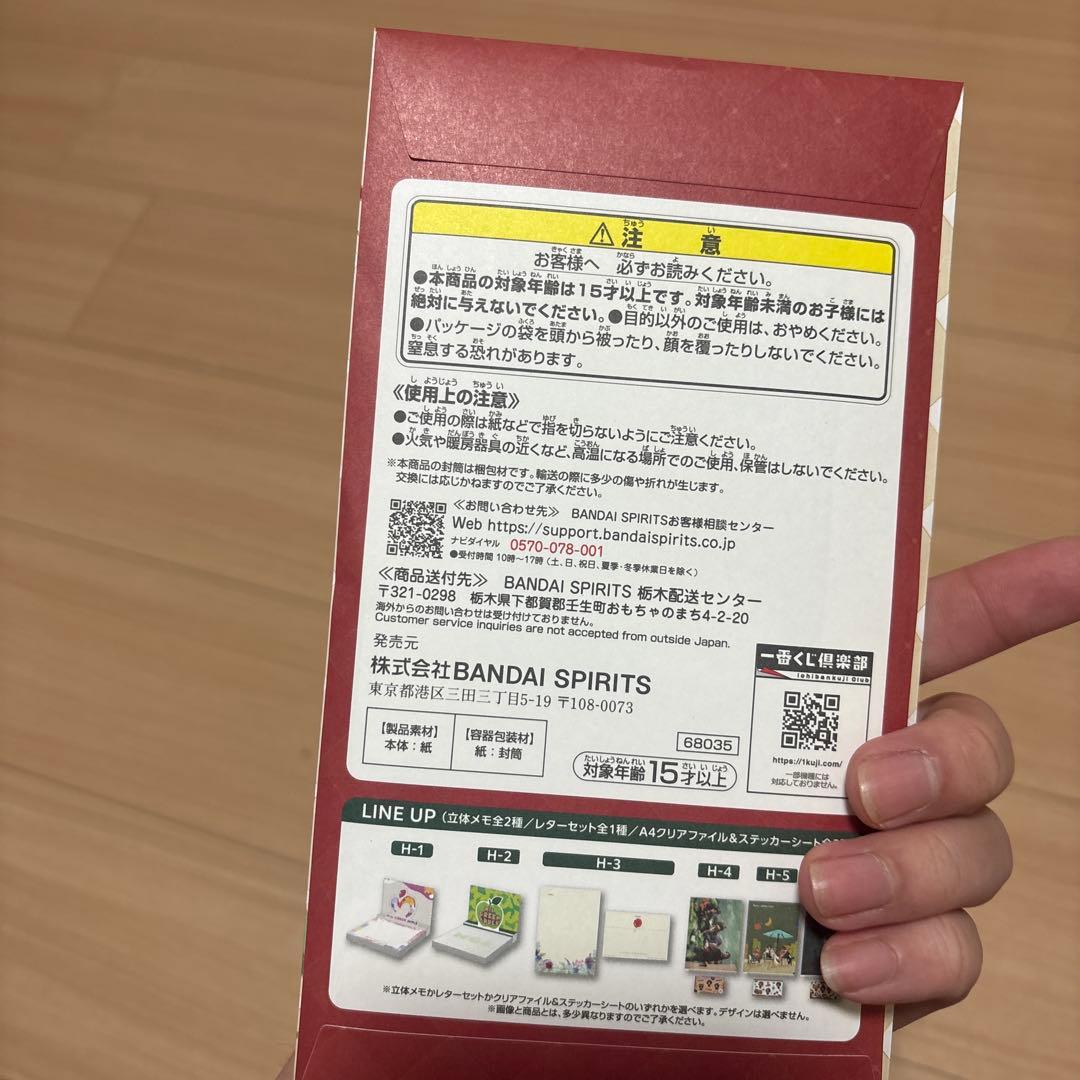 ⚠注意
お客様へ 必ずお読みください。
●本商品の対象年齢は15才以上です。対象年齢未満のお子様には
絶対に与えないでください。●目的以外のご使用は、おやめください。
●パッケージの袋を頭から被ったり、顔を覆ったりしないでください。
窒息する恐れがあります。
≪使用上の注意≫
●ご使用の際は紙などで指を切らないようにご注意ください。
●火気や暖房器具の近くなど、高温になる場所でのご使用、保管はしないでください。
※本商品の封筒は梱包材です。輸送の際に多少の傷や折れが生じます。
交換には応じかねますのでご了承ください。
≪お問い合わせ先≫ BANDAI SPIRITSお客様相談センター
Web https://support.bandaispirits.co.jp
ナビダイヤル 0570-078-001
●受付時間 10時〜17時（土、日、祝日、夏季・冬季休業日を除く）
≪商品送付先≫ BANDAI SPIRITS 栃木配送センター
〒321-0298 栃木県下都賀郡壬生町おもちゃのまち4-2-20
海外からのお問い合わせは受け付けておりません。
Customer service inquiries are not accepted from outside Japan.
発売元
株式会社BANDAI SPIRITS
東京都港区三田三丁目5-19 〒108-0073
【製品素材】
本体：紙
【容器包装材】
紙：封筒
68035
対象年齢15才以上
一番くじ倶楽部
ichibankuji Club
https://1kuji.com/
一部機種には
対応しておりません。
LINE UP（立体メモ全2種／レターセット全1種／A4クリアファイル&ステッカーシート全
H-1
H-2
H-3
H-4
H-5
※立体メモかレターセットかクリアファイル&ステッカーシートのいずれかを選べます。デザインは選べません。
※画像と商品とは、多少異なりますのでご了承ください。